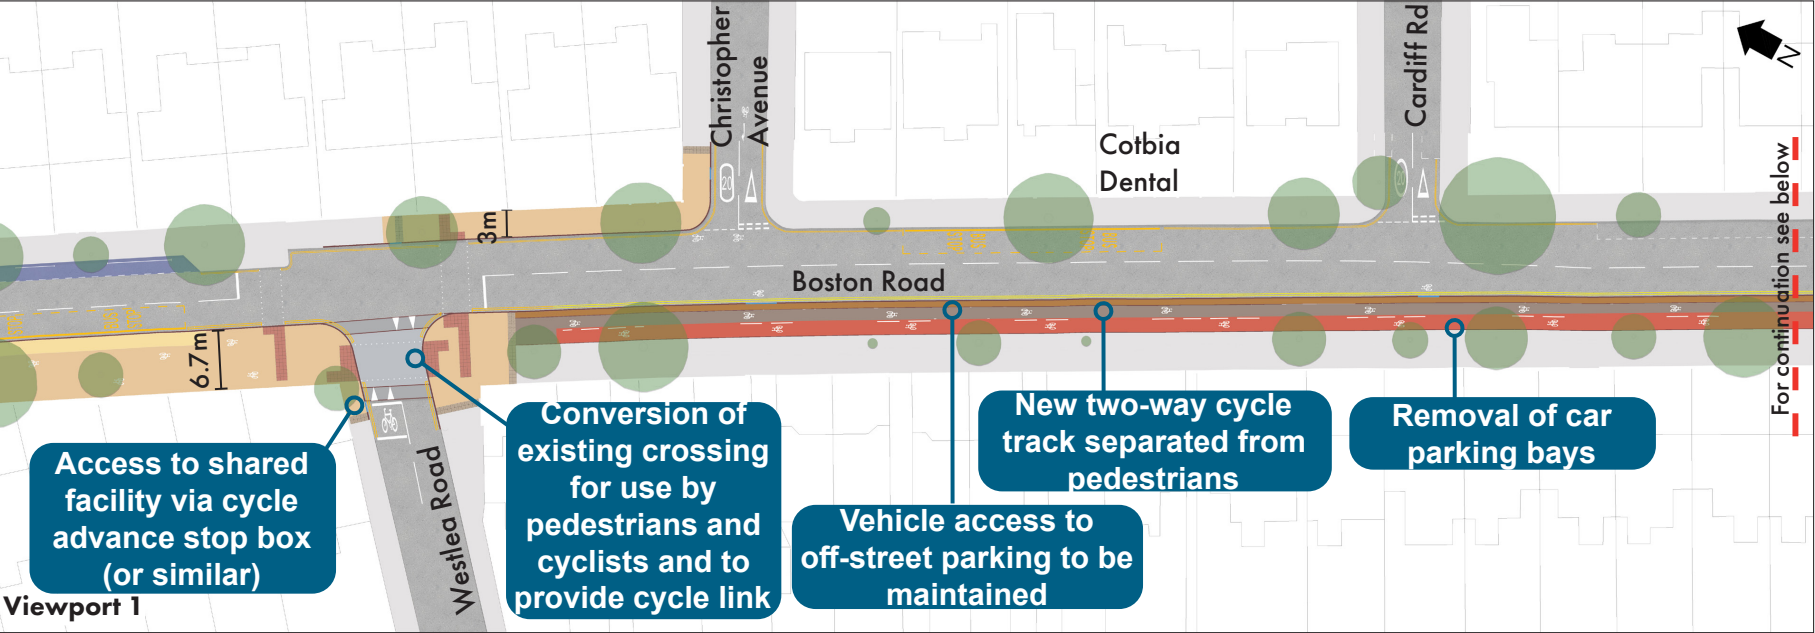 Christopher
Avenue
Cardiff Rd
N
Cotbia
Dental
For continuation see below
20
3m
Boston Road
6.7m
Westlea Road
Access to shared
facility via cycle
advance stop box
(or similar)
Conversion of
existing crossing
for use by
pedestrians and
cyclists and to
provide cycle link
Vehicle access to
off-street parking to be
maintained
New two-way cycle
track separated from
pedestrians
Removal of car
parking bays
Viewport 1